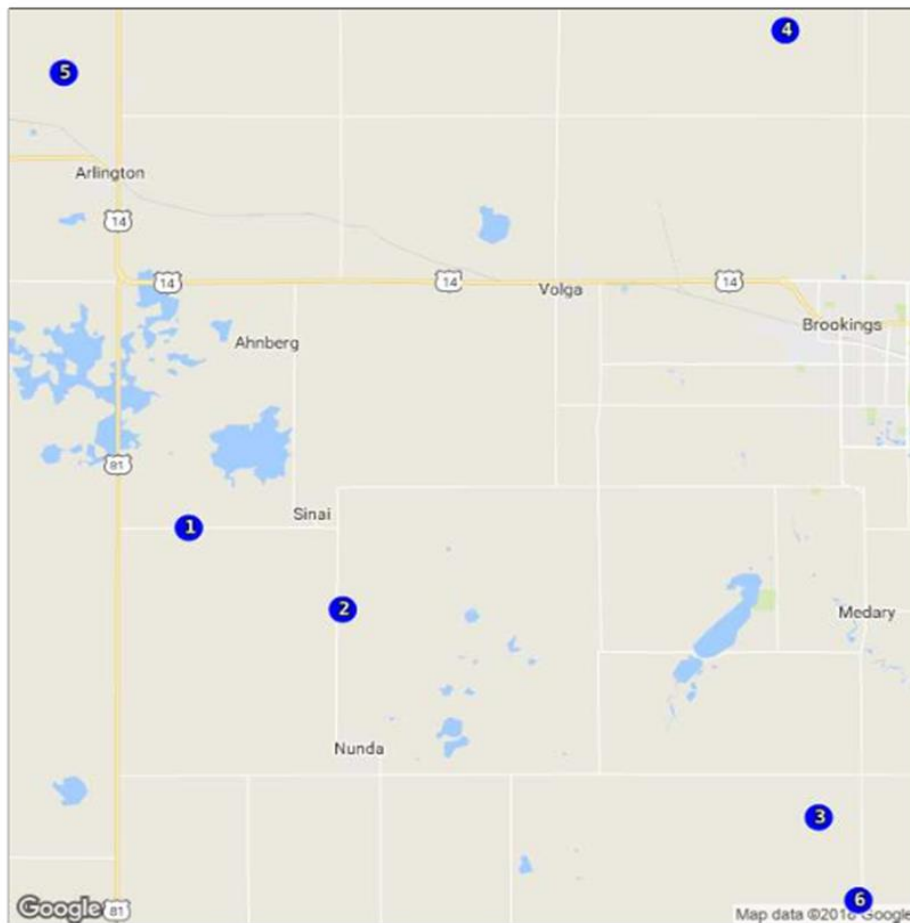 4
5
Arlington
14
14
14
14
Volga
Brookings
Ahnberg
81
Sinai
1
2
Medary
Nunda
3
6
Google
81
Map data ©2016 Google